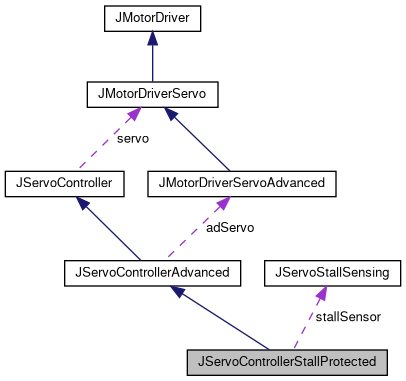 JMotorDriver
JMotorDriverServo
servo
JServoController
JMotorDriverServoAdvanced
adServo
JServoControllerAdvanced
JServoStallSensing
stallSensor
JServoControllerStallProtected